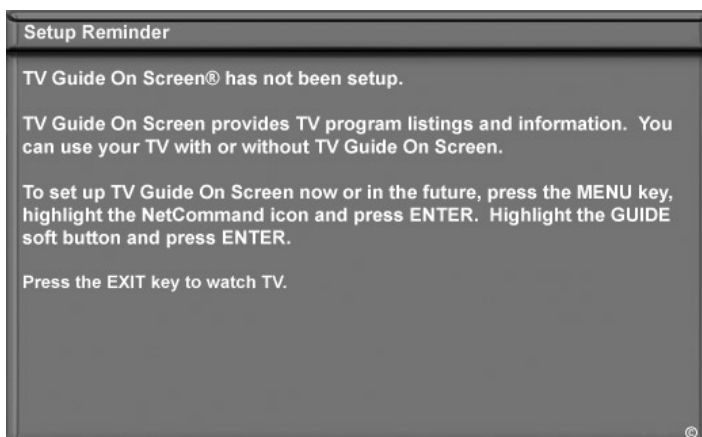 Setup Reminder
TV Guide On Screen® has not been setup.
TV Guide On Screen provides TV program listings and information.  You
can use your TV with or without TV Guide On Screen.
To set up TV Guide On Screen now or in the future, press the MENU key,
highlight the NetCommand icon and press ENTER.  Highlight the GUIDE
soft button and press ENTER.
Press the EXIT key to watch TV.
©